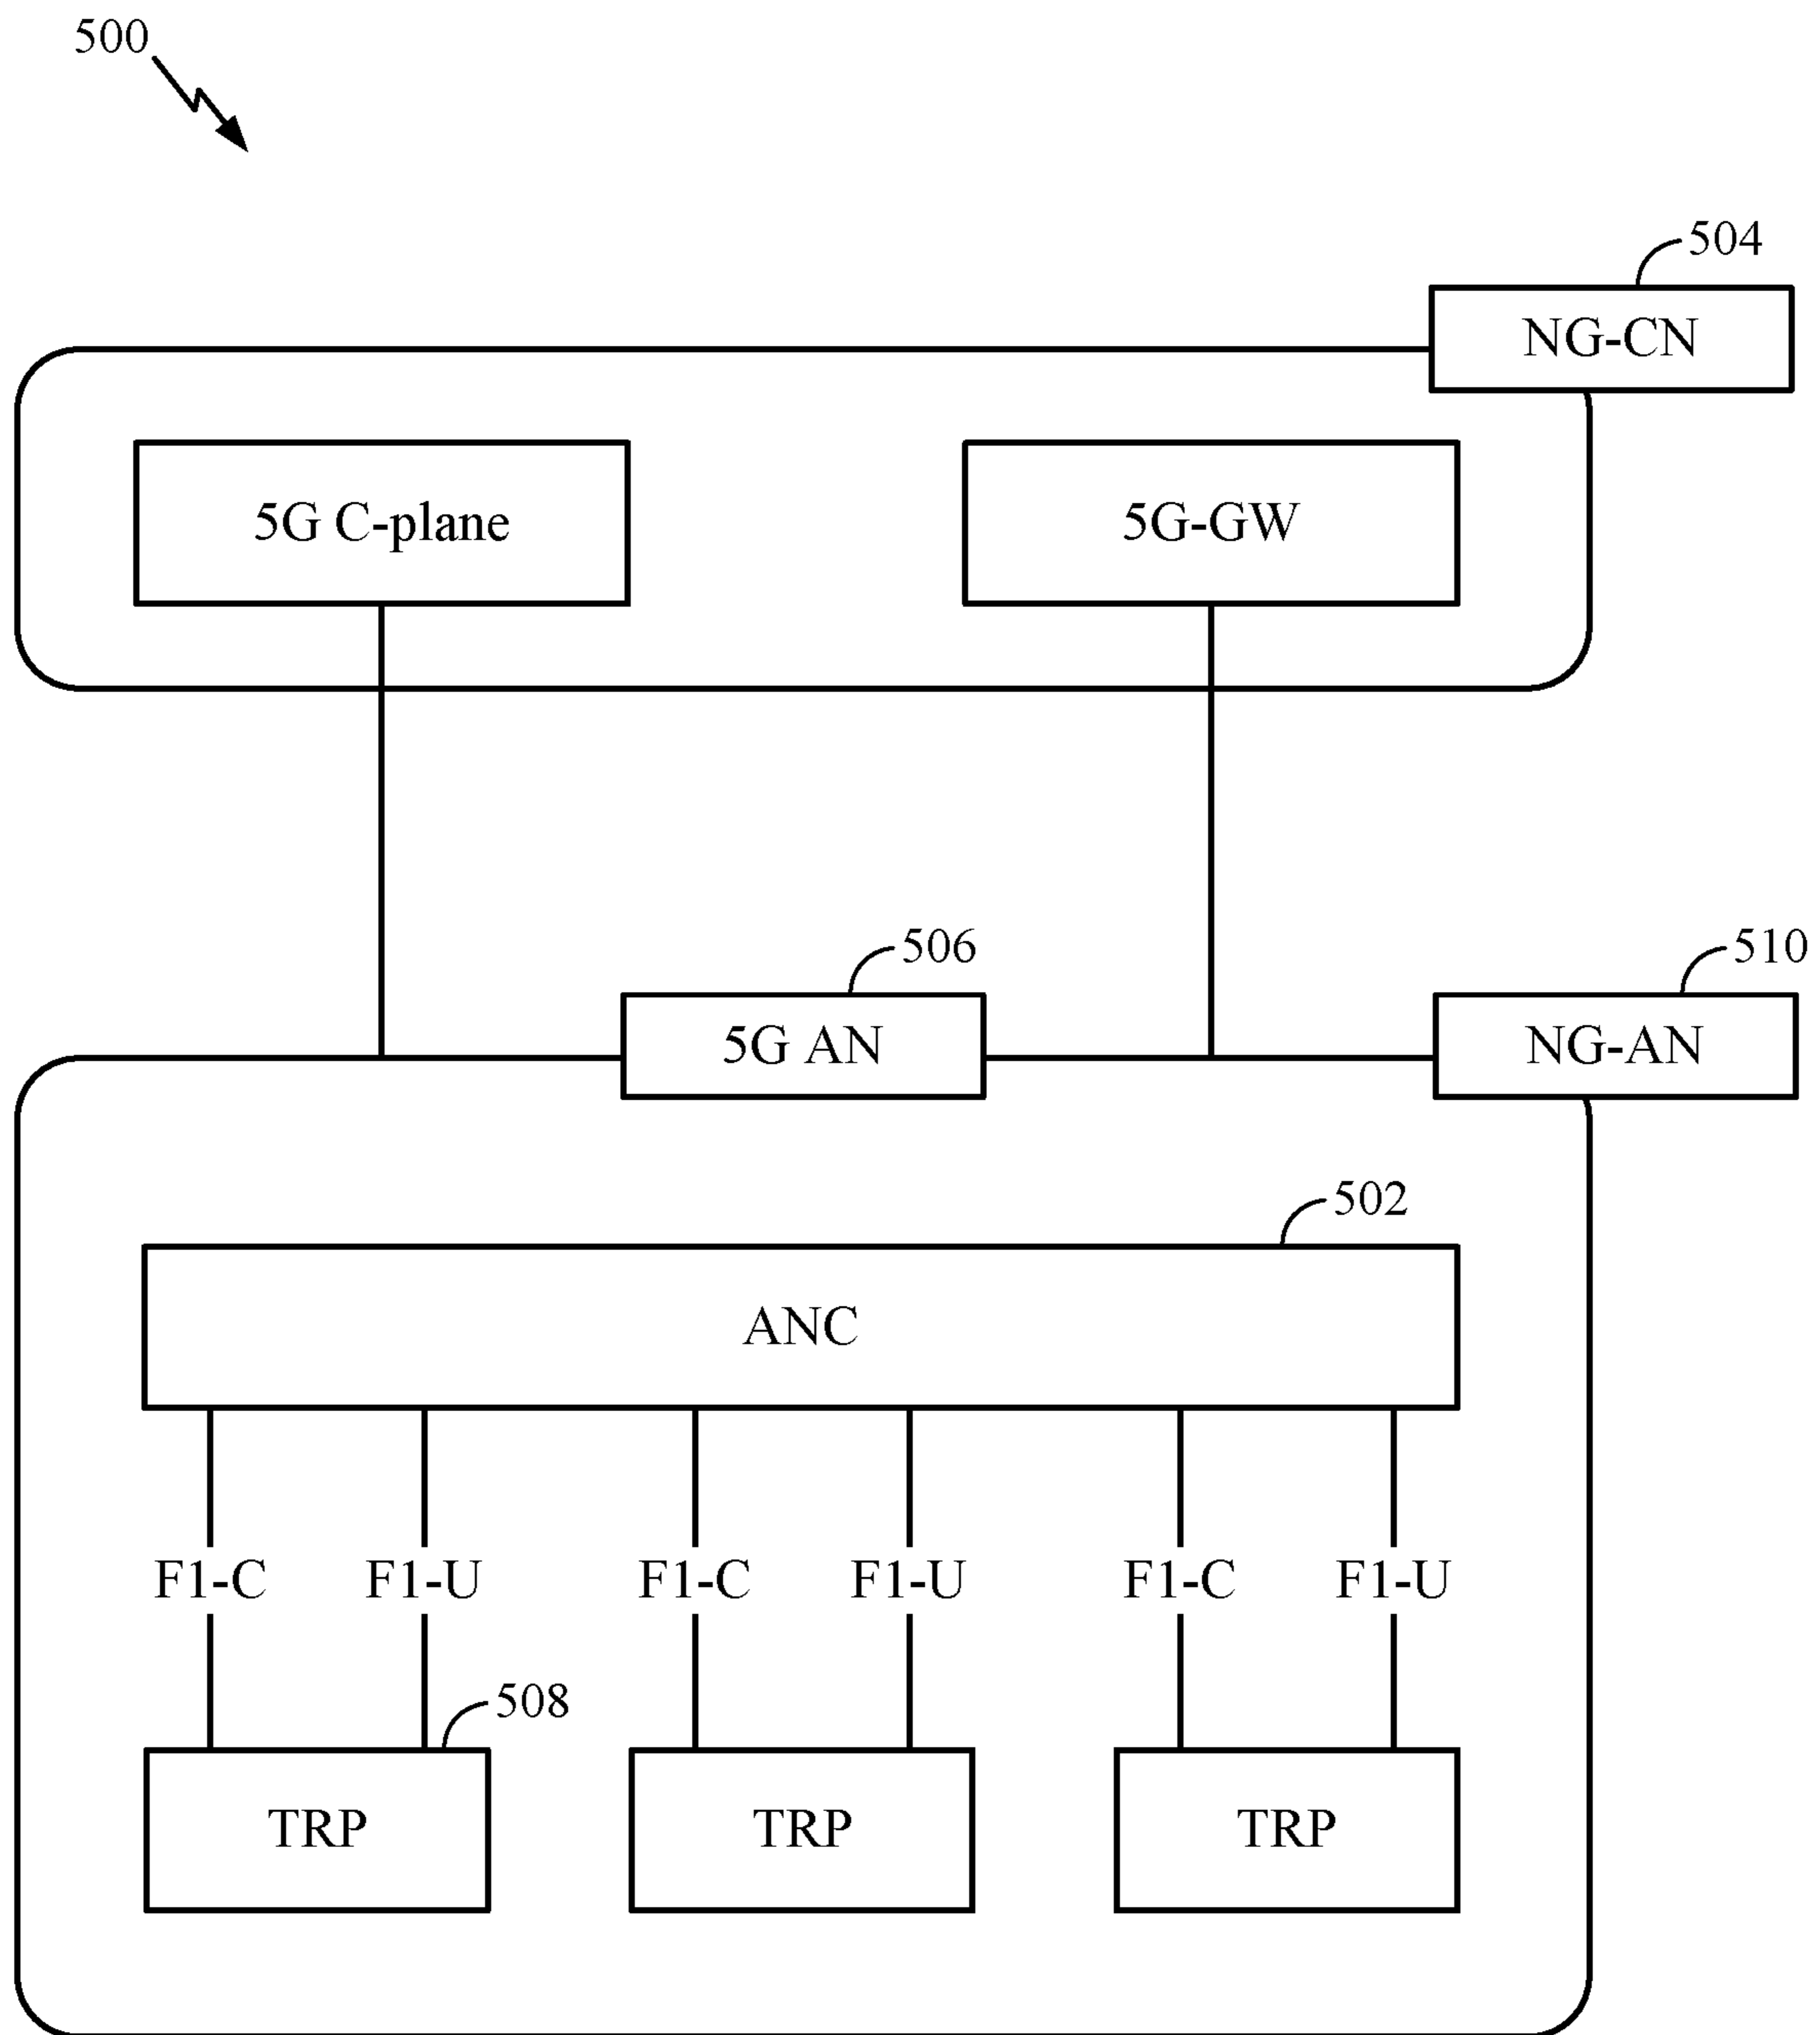 500
504
NG-CN
5G C-plane
5G-GW
506
510
5G AN
NG-AN
502
ANC
F1-C
F1-U
F1-C
F1-U
F1-C
F1-U
508
TRP
TRP
TRP